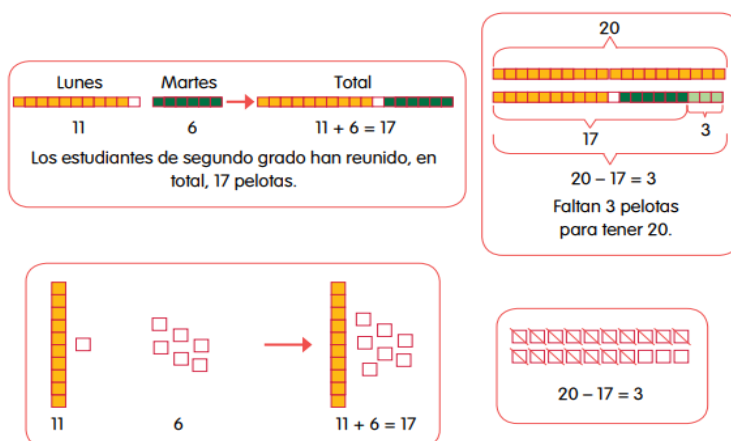 Lunes Martes Total
11 6 11 + 6 = 17
Los estudiantes de segundo grado han reunido, en
total, 17 pelotas.
20
17 3
20 – 17 = 3
Faltan 3 pelotas
para tener 20.
11 6 11 + 6 = 17
20 – 17 = 3